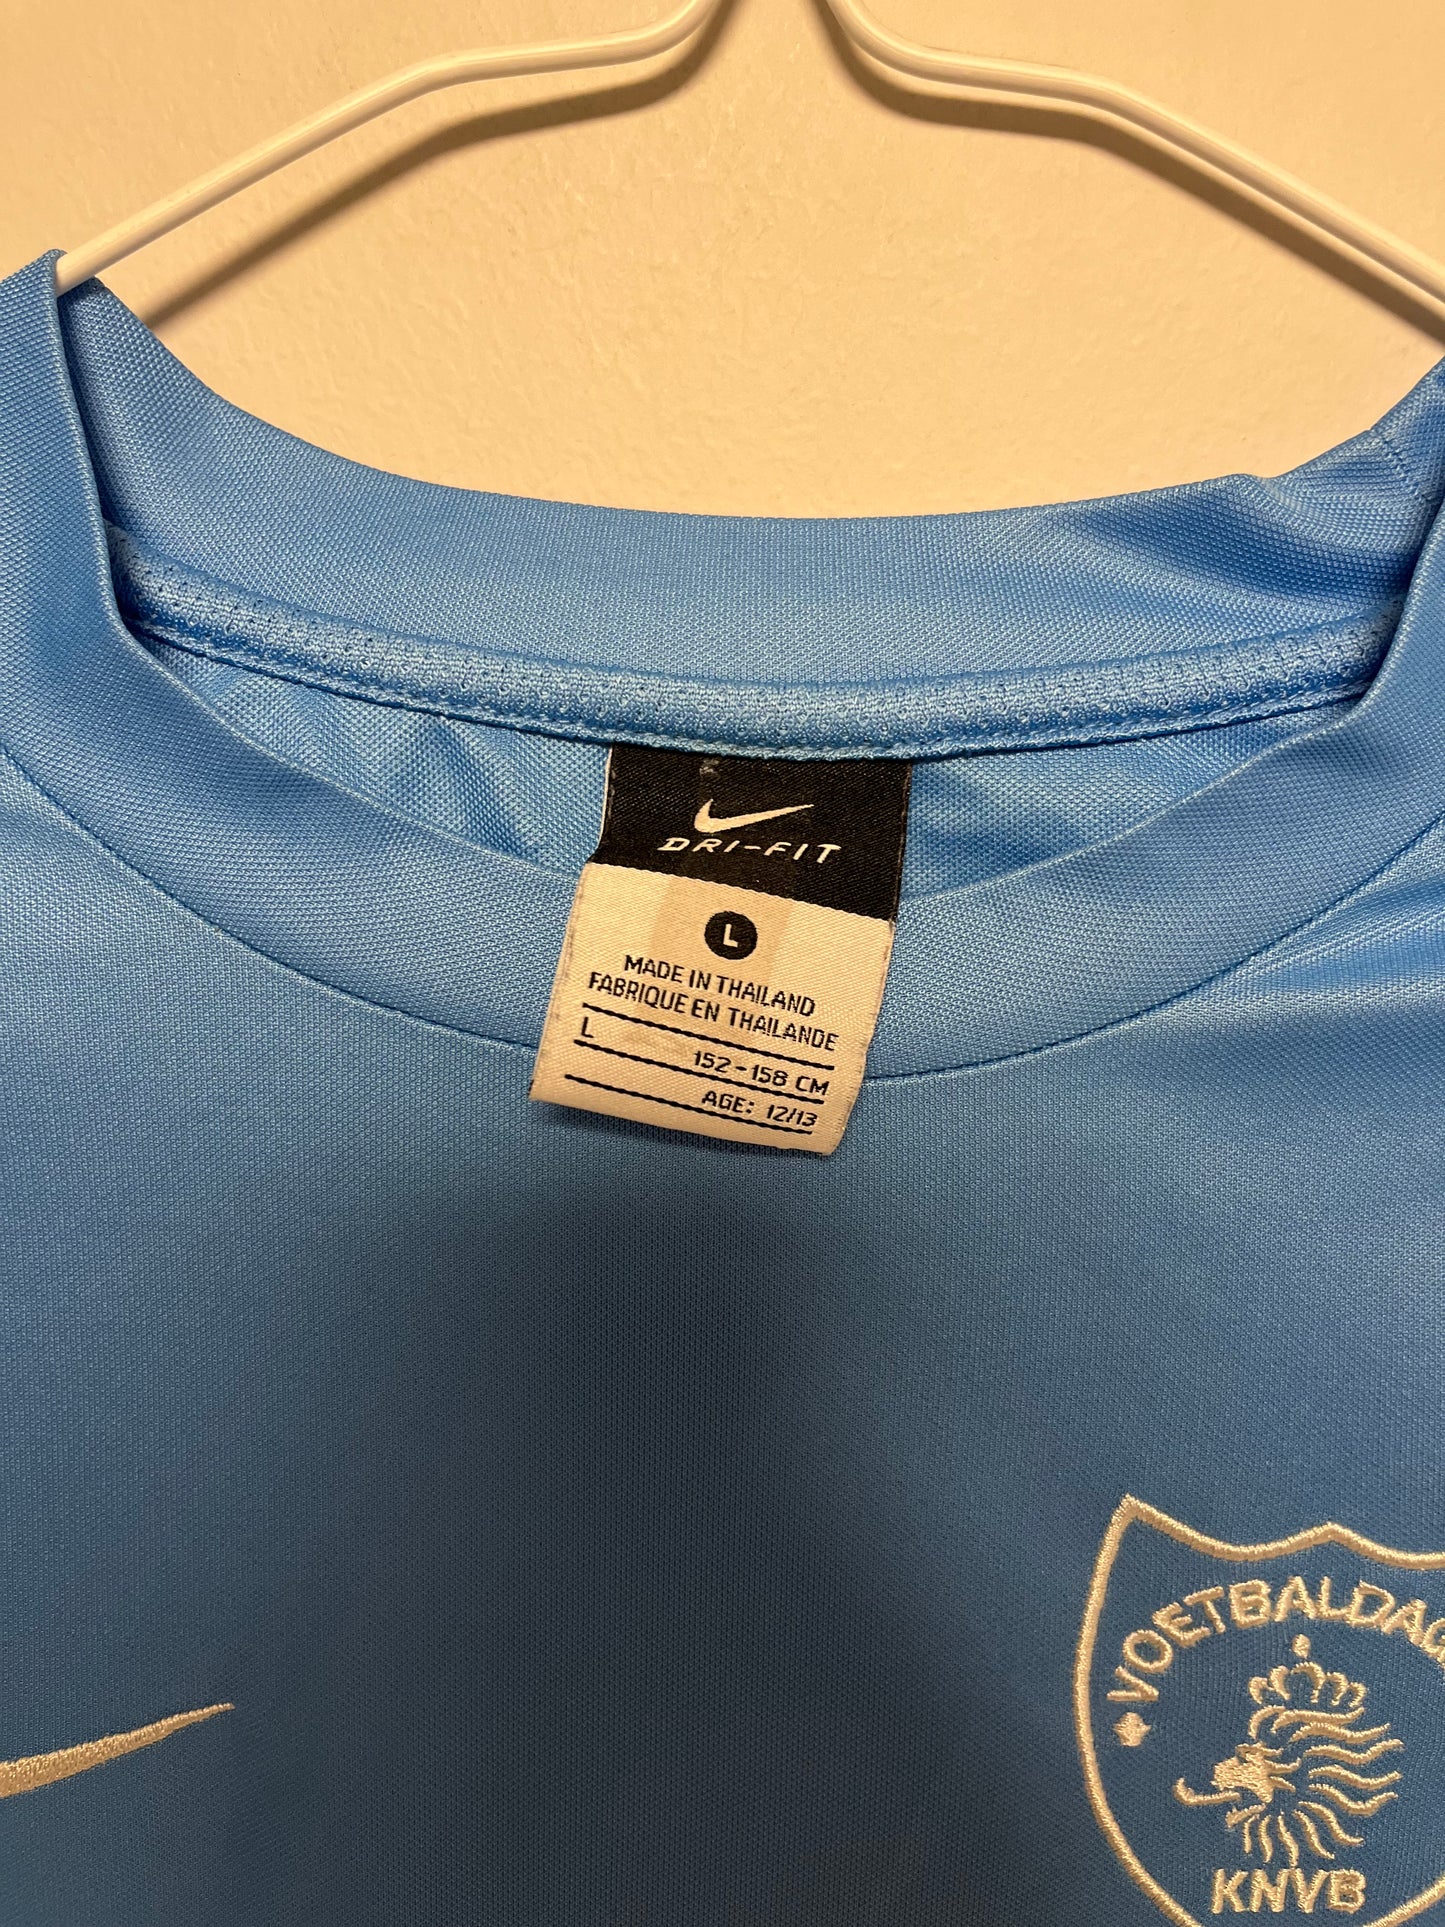 DRI-FIT
L
MADE IN THAILAND
FABRIQUE EN THAILANDE
L
152-158 CM
AGE: 12/13
KNVB